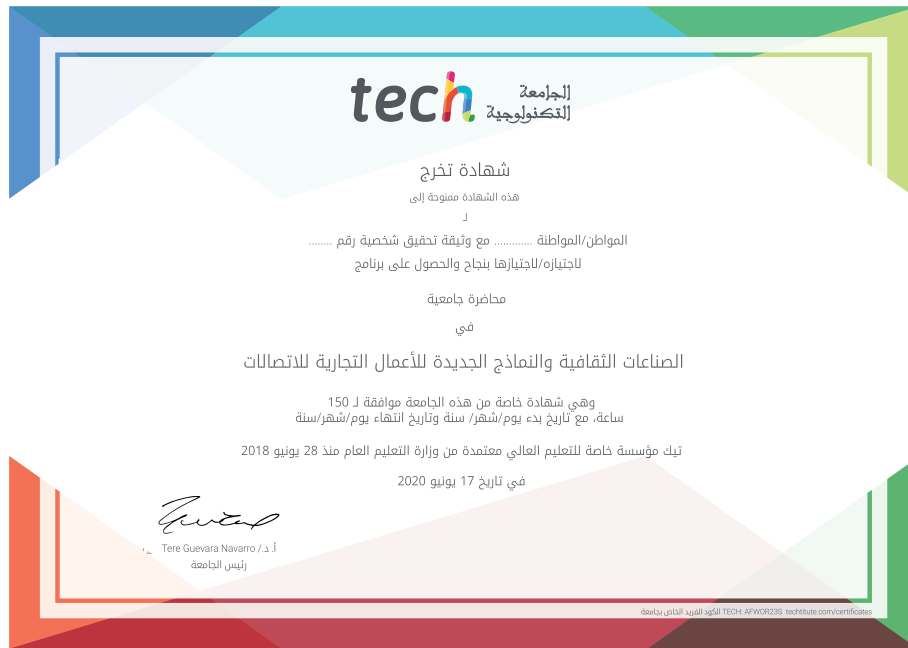 tech الجامعة
التكنولوجية
شهادة تخرج
هذه الشهادة ممنوحة إلى
لـ
المواطن/المواطنة ............ مع وثيقة تحقيق شخصية رقم ........
لاجتيازه/لاجتيازها بنجاح والحصول على برنامج
محاضرة جامعية
في
الصناعات الثقافية والنماذج الجديدة للأعمال التجارية للاتصالات
وهي شهادة خاصة من هذه الجامعة موافقة لـ 150
ساعة، مع تاريخ بدء يوم/شهر/ سنة وتاريخ انتهاء يوم/شهر/سنة
تيك مؤسسة خاصة للتعليم العالي معتمدة من وزارة التعليم العام منذ 28 يونيو 2018
في تاريخ 17 يونيو 2020
أ. د./ Tere Guevara Navarro
رئيس الجامعة
الكود الفريد الخاص بجامعة TECH: AFWOR23S techtitute.com/certificates